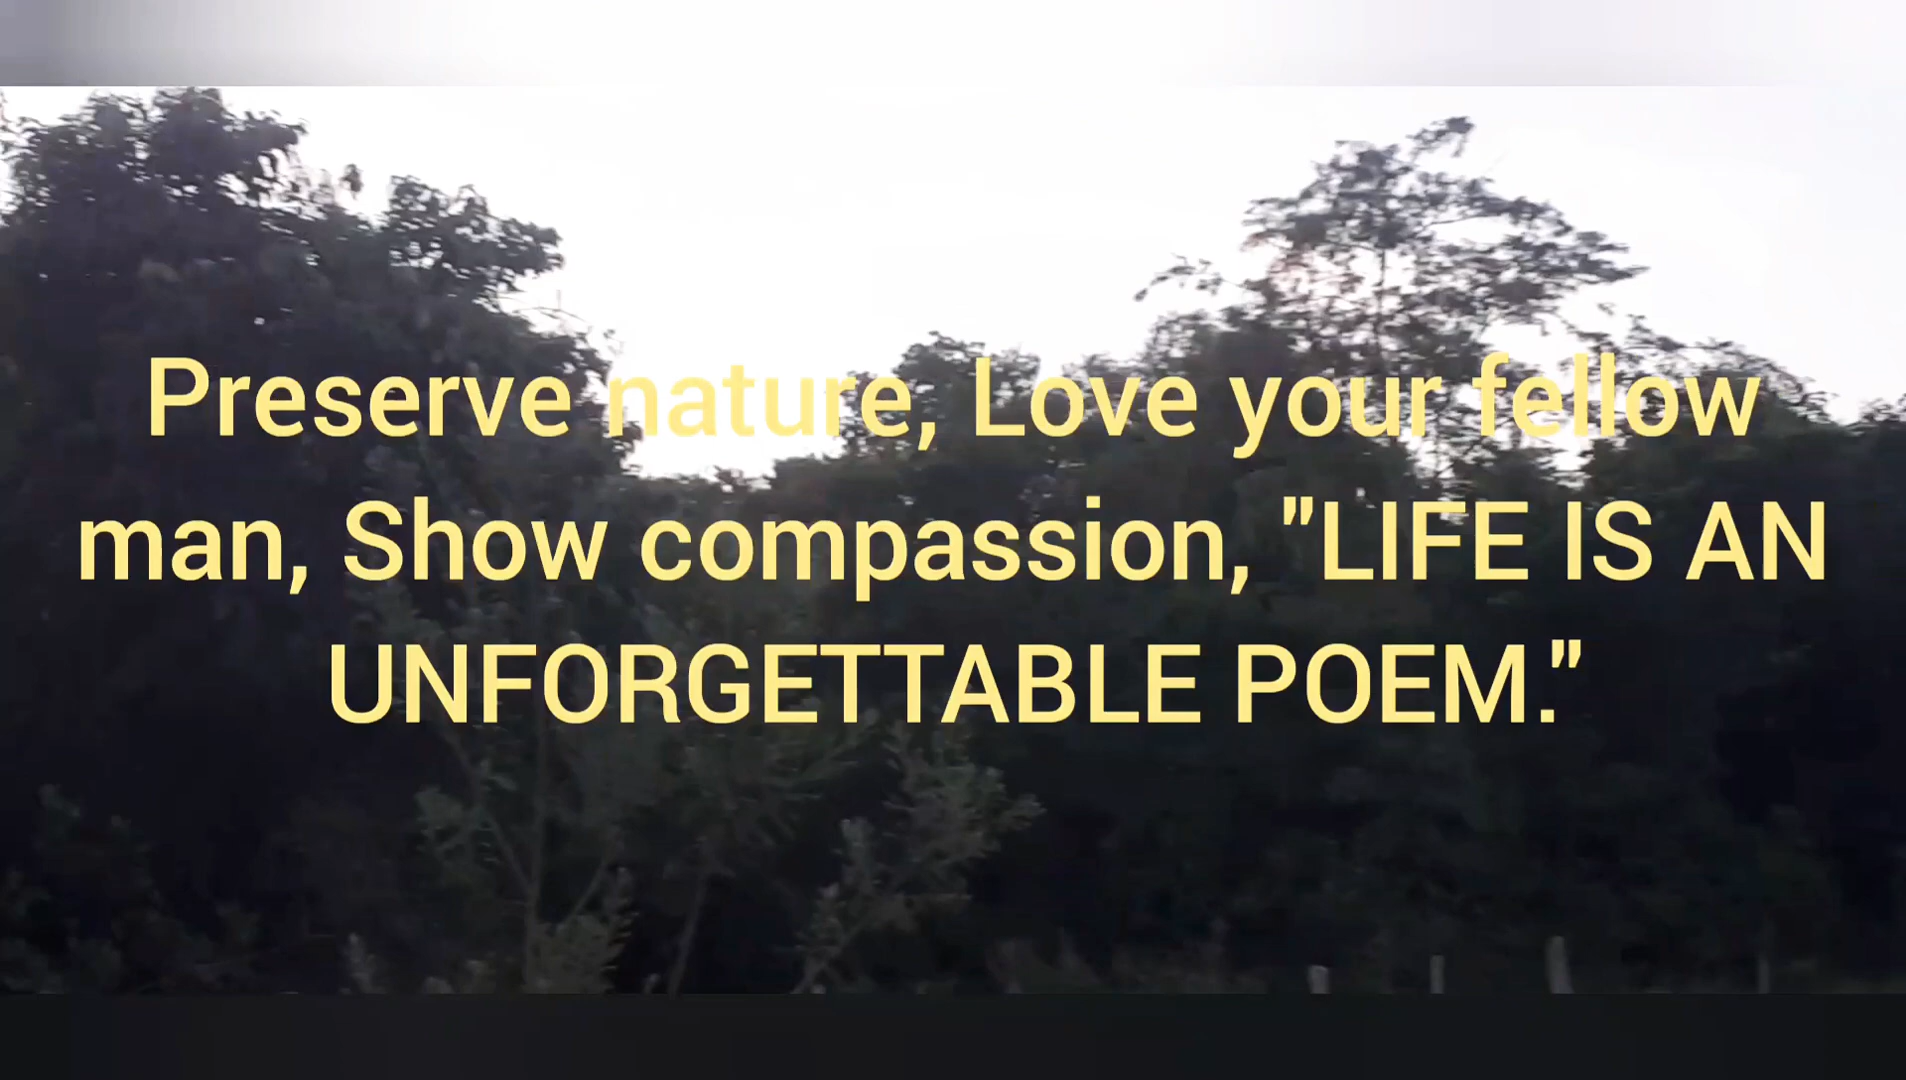 Preserve nature, Love your fellow
man, Show compassion, "LIFE IS AN
UNFORGETTABLE POEM."